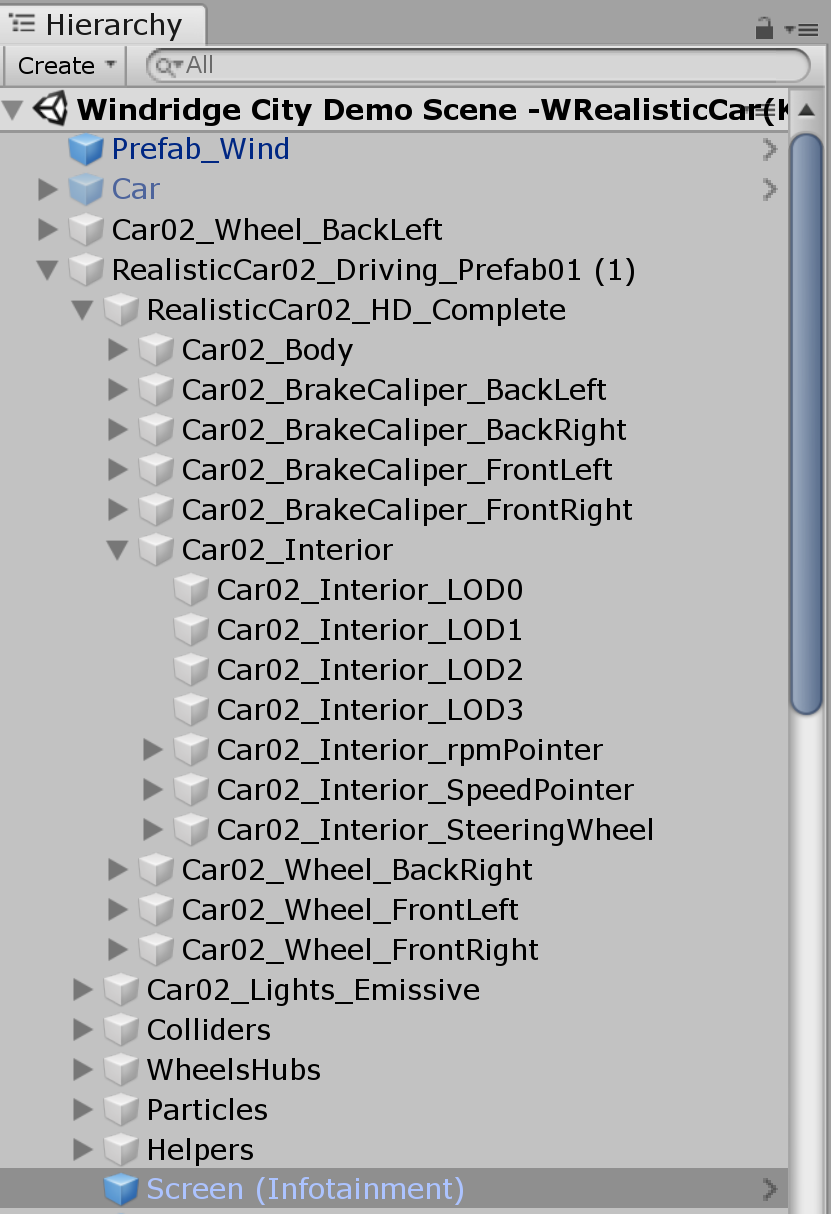 Hierarchy
Create
All
Windridge City Demo Scene -WRealisticCar(
Prefab_Wind
Car
Car02_Wheel_BackLeft
RealisticCar02_Driving_Prefab01 (1)
RealisticCar02_HD_Complete
Car02_Body
Car02_BrakeCaliper_BackLeft
Car02_BrakeCaliper_BackRight
Car02_BrakeCaliper_FrontLeft
Car02_BrakeCaliper_FrontRight
Car02_Interior
Car02_Interior_LOD0
Car02_Interior_LOD1
Car02_Interior_LOD2
Car02_Interior_LOD3
Car02_Interior_rpmPointer
Car02_Interior_SpeedPointer
Car02_Interior_SteeringWheel
Car02_Wheel_BackRight
Car02_Wheel_FrontLeft
Car02_Wheel_FrontRight
Car02_Lights_Emissive
Colliders
WheelsHubs
Particles
Helpers
Screen (Infotainment)